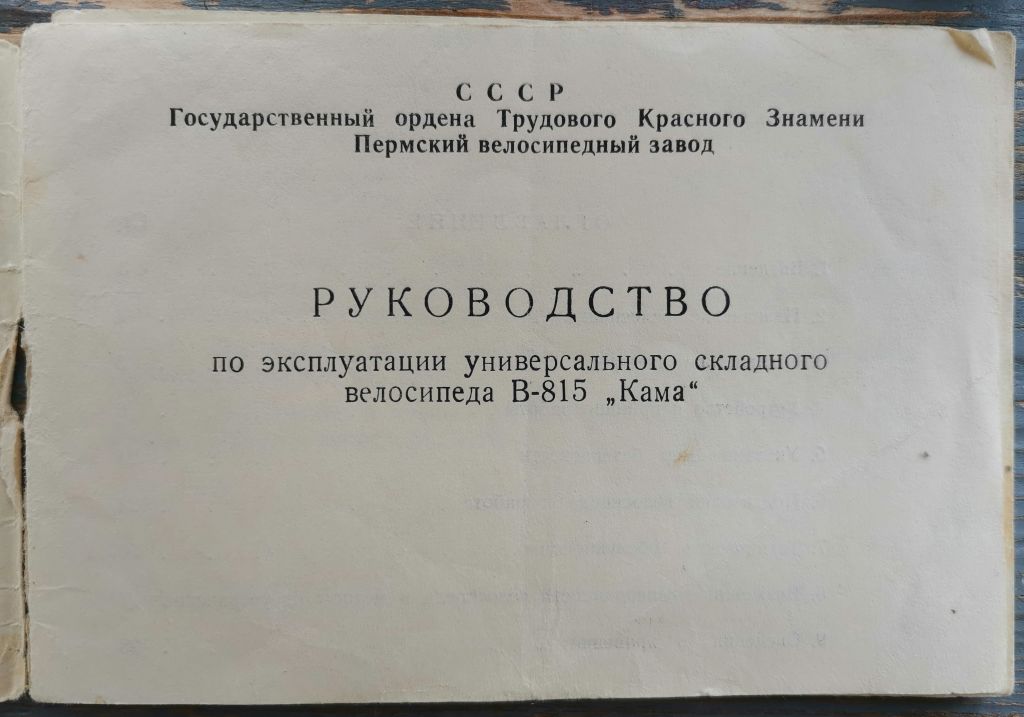 СССР
Государственный ордена Трудового Красного Знамени
Пермский велосипедный завод
РУКОВОДСТВО
по эксплуатации универсального складного
велосипеда В-815 „Кама“